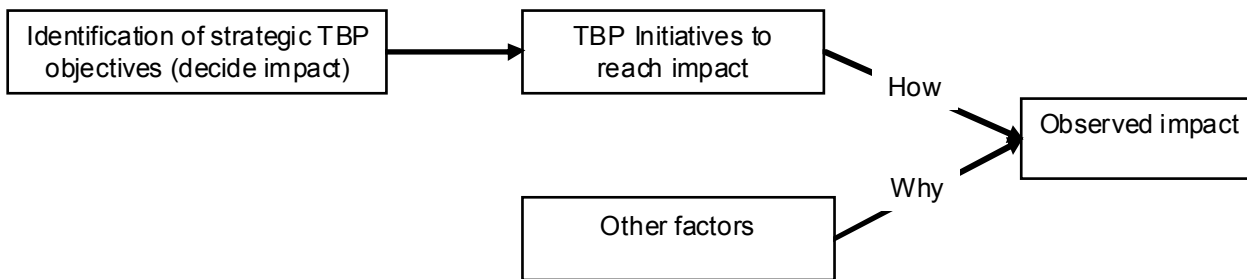 Identification of strategic TBP
objectives (decide impact)
TBP Initiatives to
reach impact
How
Observed impact
Why
Other factors